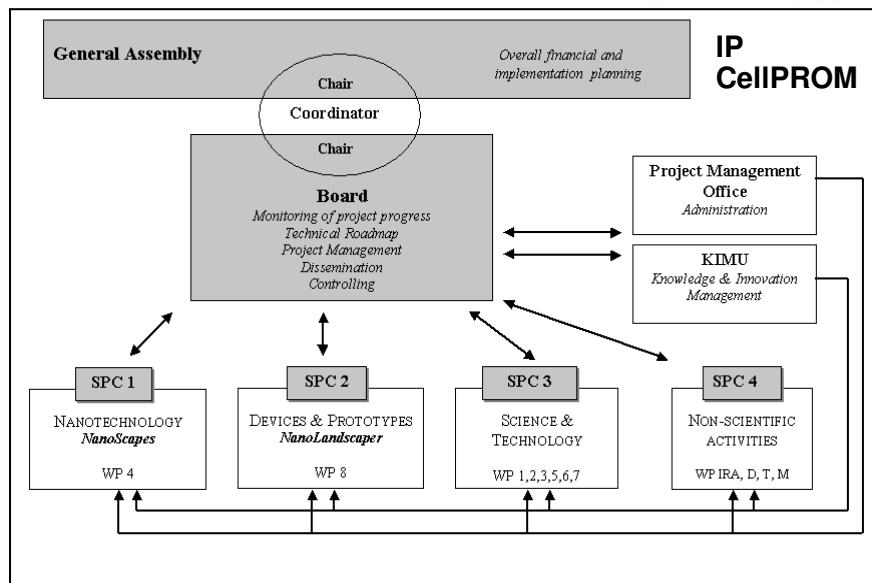 General Assembly
Overall financial and
implementation planning
IP
CellPROM
Chair
Coordinator
Chair
Board
Monitoring of project progress
Technical Roadmap
Project Management
Dissemination
Controlling
Project Management
Office
Administration
KIMU
Knowledge & Innovation
Management
SPC 1
NANOTECHNOLOGY
NanoScapes
WP 4
SPC 2
DEVICES & PROTOTYPES
NanoLandscaper
WP 8
SPC 3
SCIENCE &
TECHNOLOGY
WP 1,2,3,5,6,7
SPC 4
NON-SCIENTIFIC
ACTIVITIES
WP IRA, D, T, M